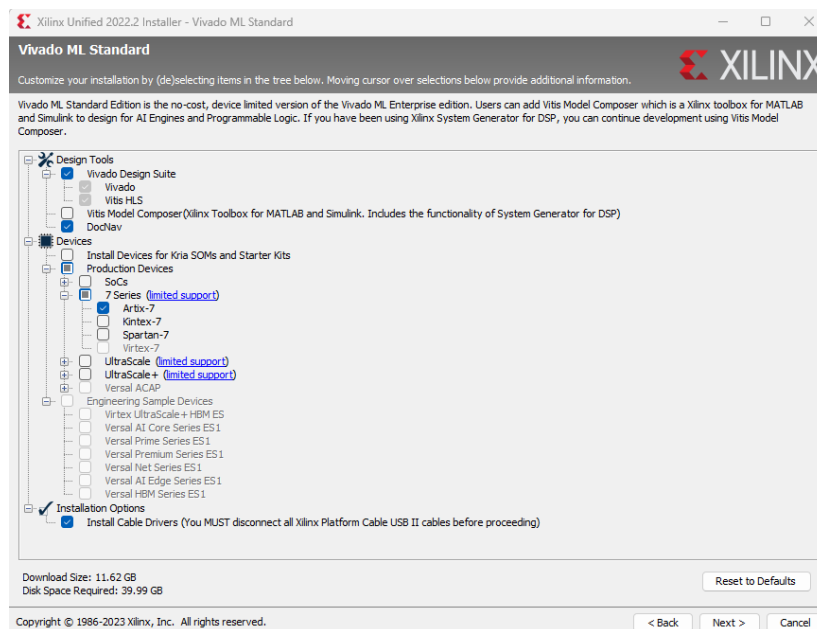 Xilinx Unified 2022.2 Installer - Vivado ML Standard
Vivado ML Standard
XILINX
Customize your installation by (de)selecting items in the tree below. Moving cursor over selections below provide additional information.
Vivado ML Standard Edition is the no-cost, device limited version of the Vivado ML Enterprise edition. Users can add Vitis Model Composer which is a Xilinx toolbox for MATLAB
and Simulink to design for AI Engines and Programmable Logic. If you have been using Xilinx System Generator for DSP, you can continue development using Vitis Model
Composer.
Design Tools
Vivado Design Suite
Vivado
Vitis HLS
Vitis Model Composer(Xilinx Toolbox for MATLAB and Simulink. Includes the functionality of System Generator for DSP)
DocNav
Devices
Install Devices for Kria SOMs and Starter Kits
Production Devices
SoCs
7 Series (limited support)
Artix-7
Kintex-7
Spartan-7
Virtex-7
UltraScale (limited support)
UltraScale+ (limited support)
Versal ACAP
Engineering Sample Devices
Virtex UltraScale+ HBM ES
Versal AI Core Series ES1
Versal Prime Series ES1
Versal Premium Series ES1
Versal Net Series ES1
Versal AI Edge Series ES1
Versal HBM Series ES1
Installation Options
Install Cable Drivers (You MUST disconnect all Xilinx Platform Cable USB II cables before proceeding)
Download Size: 11.62 GB
Disk Space Required: 39.99 GB
Reset to Defaults
Copyright © 1986-2023 Xilinx, Inc. All rights reserved.
< Back
Next >
Cancel